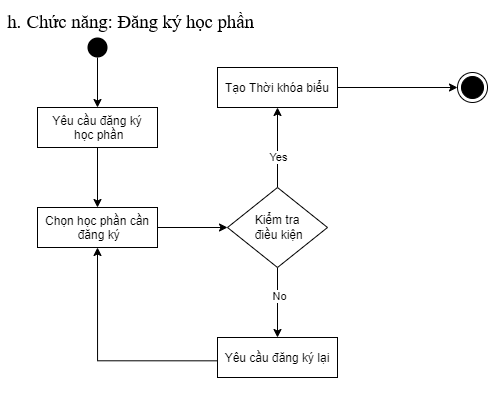 h. Chức năng: Đăng ký học phần
Tạo Thời khóa biểu
Yêu cầu đăng ký
học phần
Yes
Chọn học phần cần
đăng ký
Kiểm tra
điều kiện
No
Yêu cầu đăng ký lại